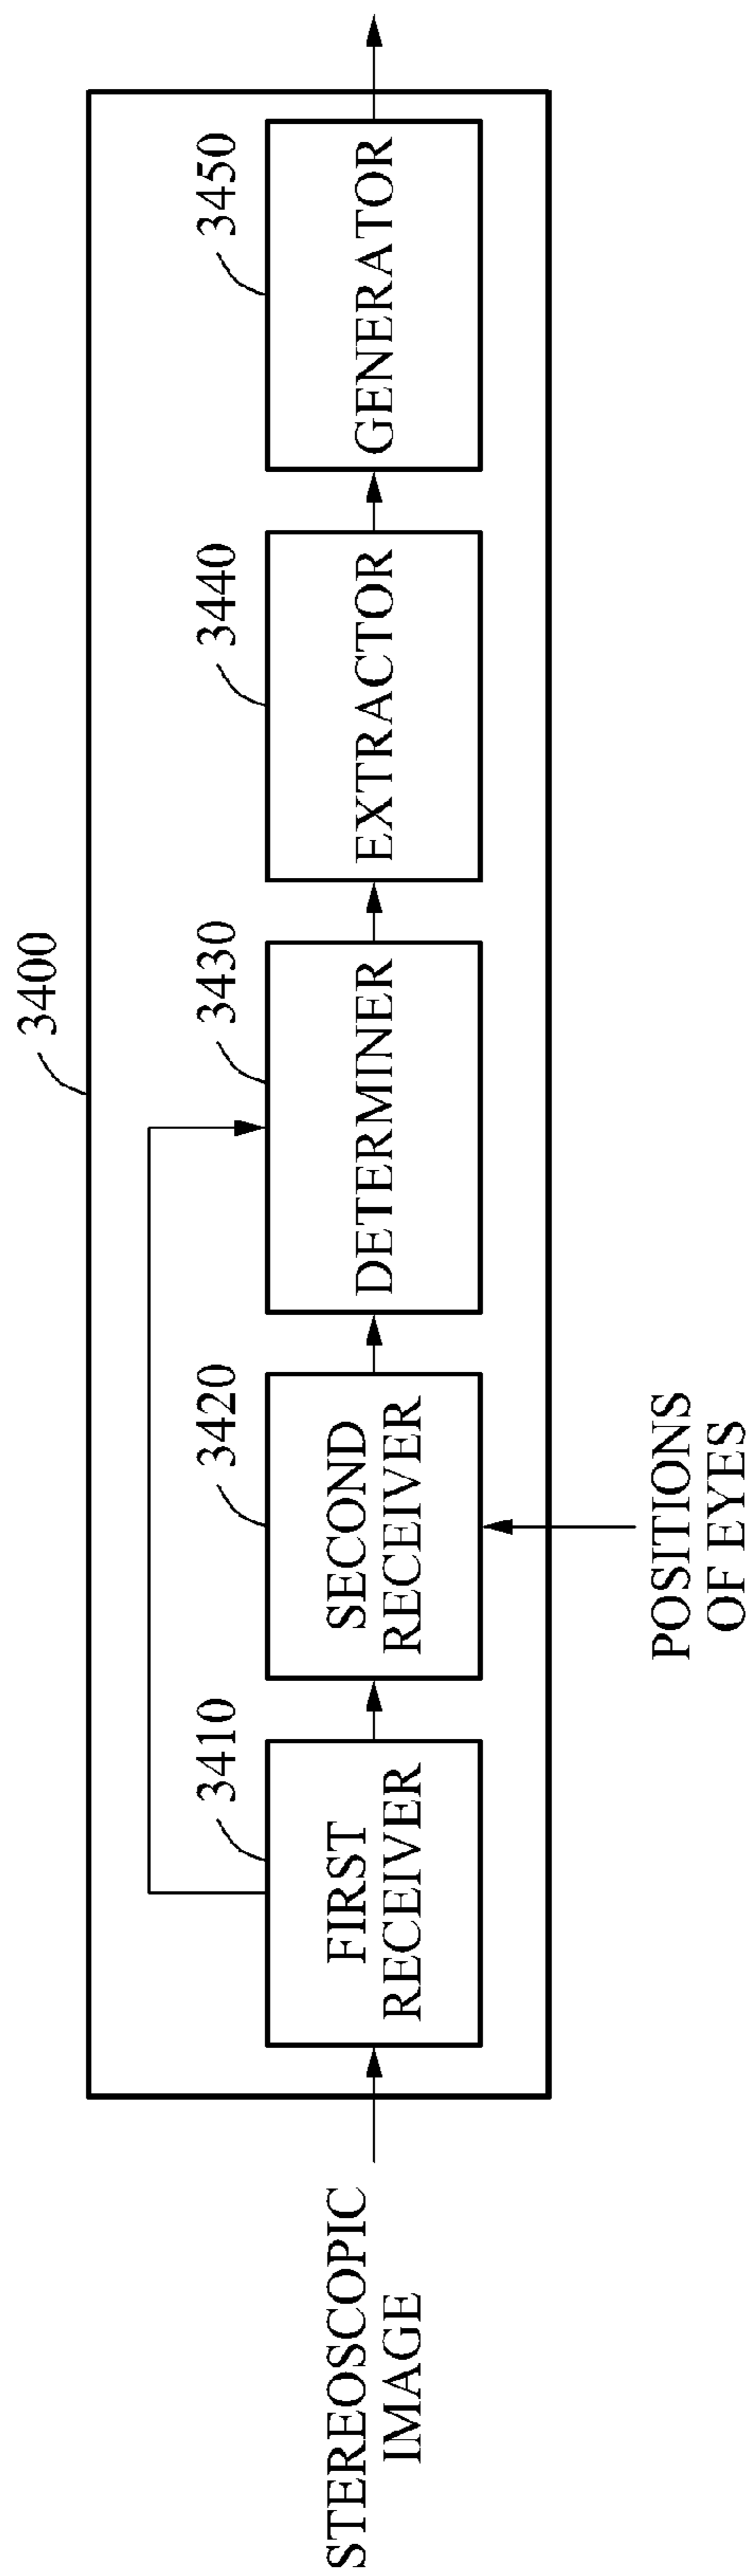 3400
3410
3420
3430
3440
3450
STEREOSCOPIC
IMAGE
FIRST
RECEIVER
SECOND
RECEIVER
DETERMINER
EXTRACTOR
GENERATOR
POSITIONS
OF EYES